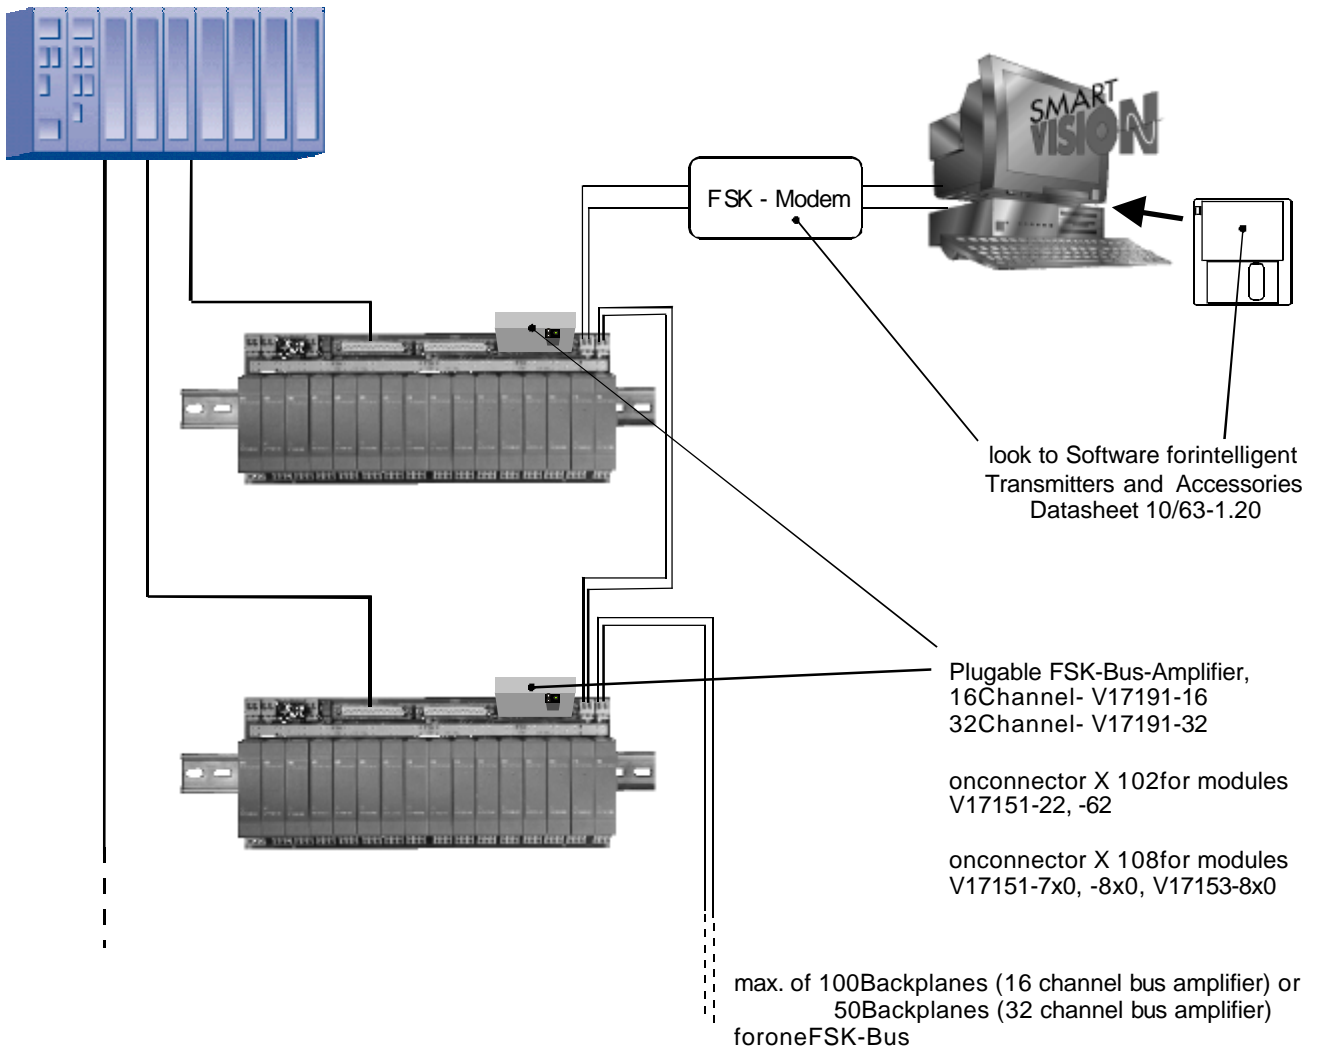 SMART
VISION
FSK - Modem
look to Software forintelligent
Transmitters and Accessories
Datasheet 10/63-1.20
Plugable FSK-Bus-Amplifier,
16Channel- V17191-16
32Channel- V17191-32
onconnector X 102for modules
V17151-22, -62
onconnector X 108for modules
V17151-7x0, -8x0, V17153-8x0
max. of 100Backplanes (16 channel bus amplifier) or
50Backplanes (32 channel bus amplifier)
foroneFSK-Bus